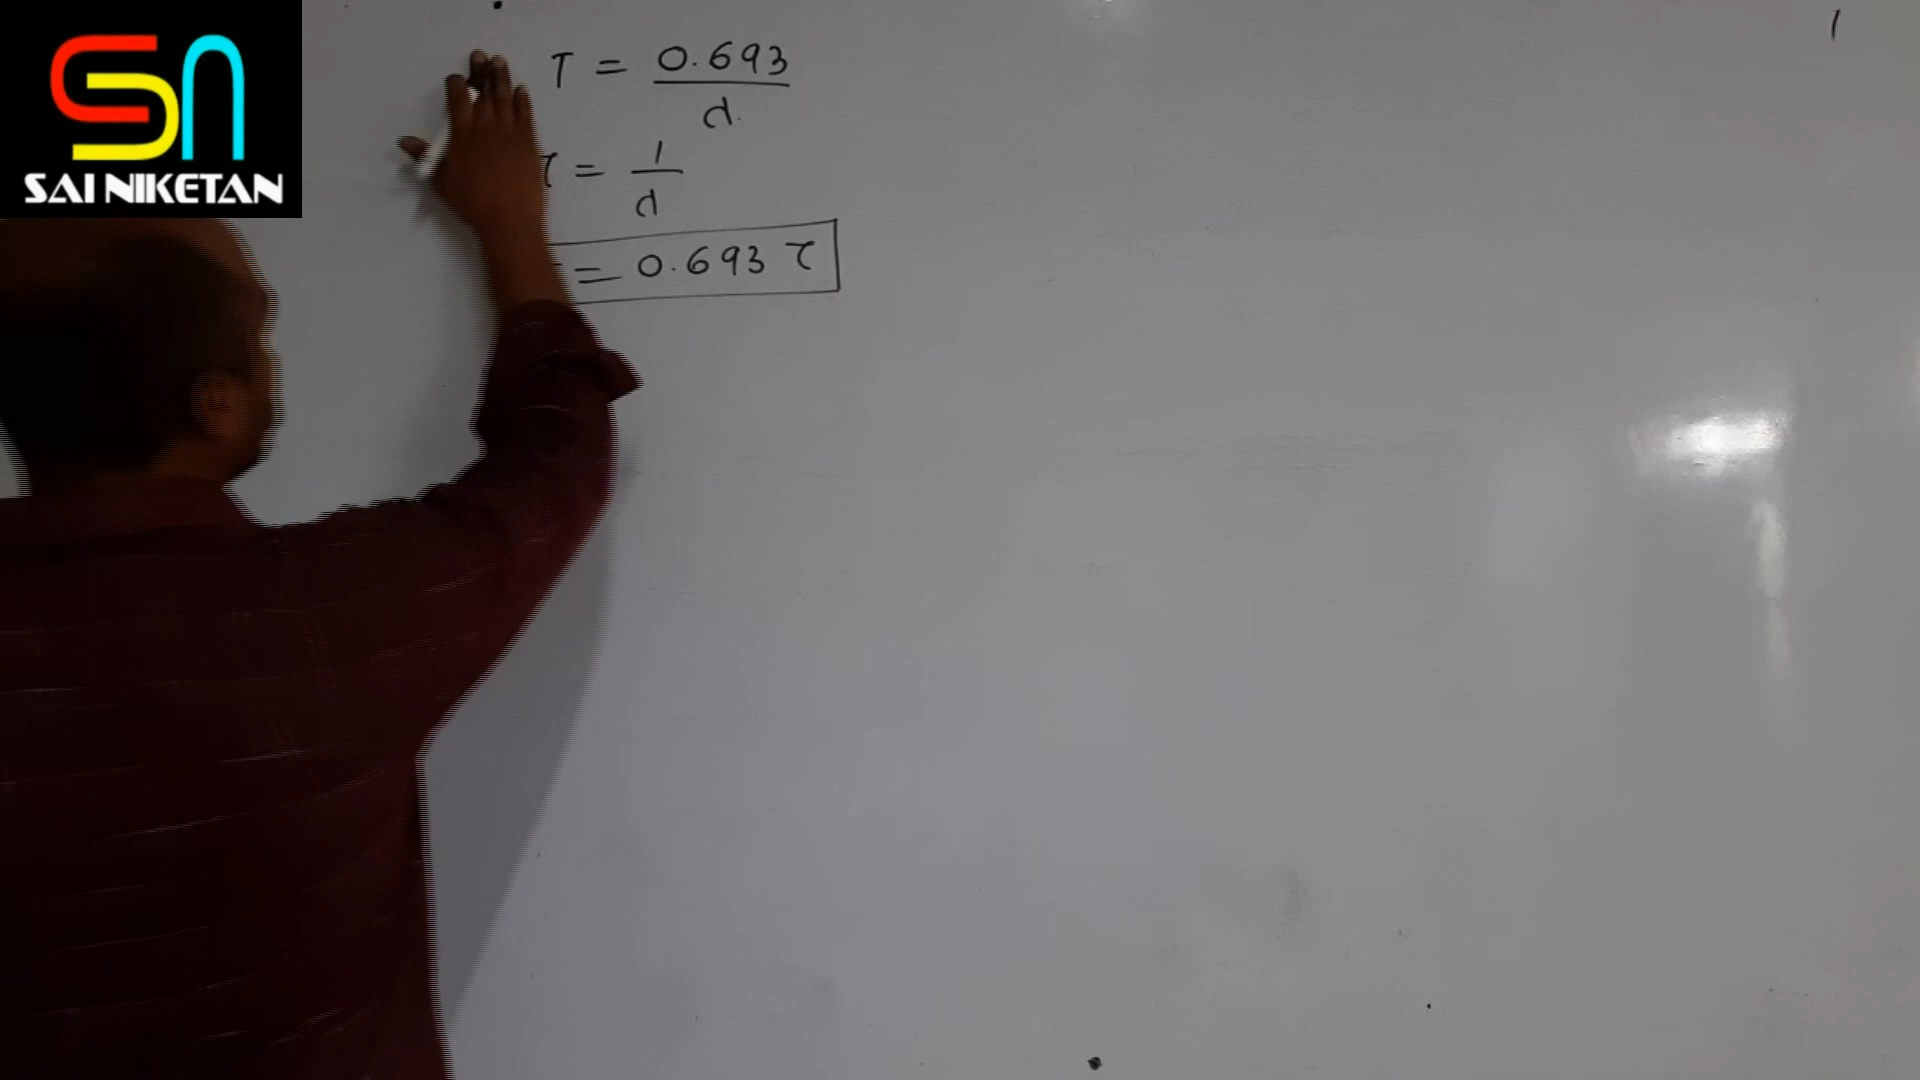 SAI NIKETAN
T = 0.693 / λ
τ = 1 / λ
= 0.693 τ